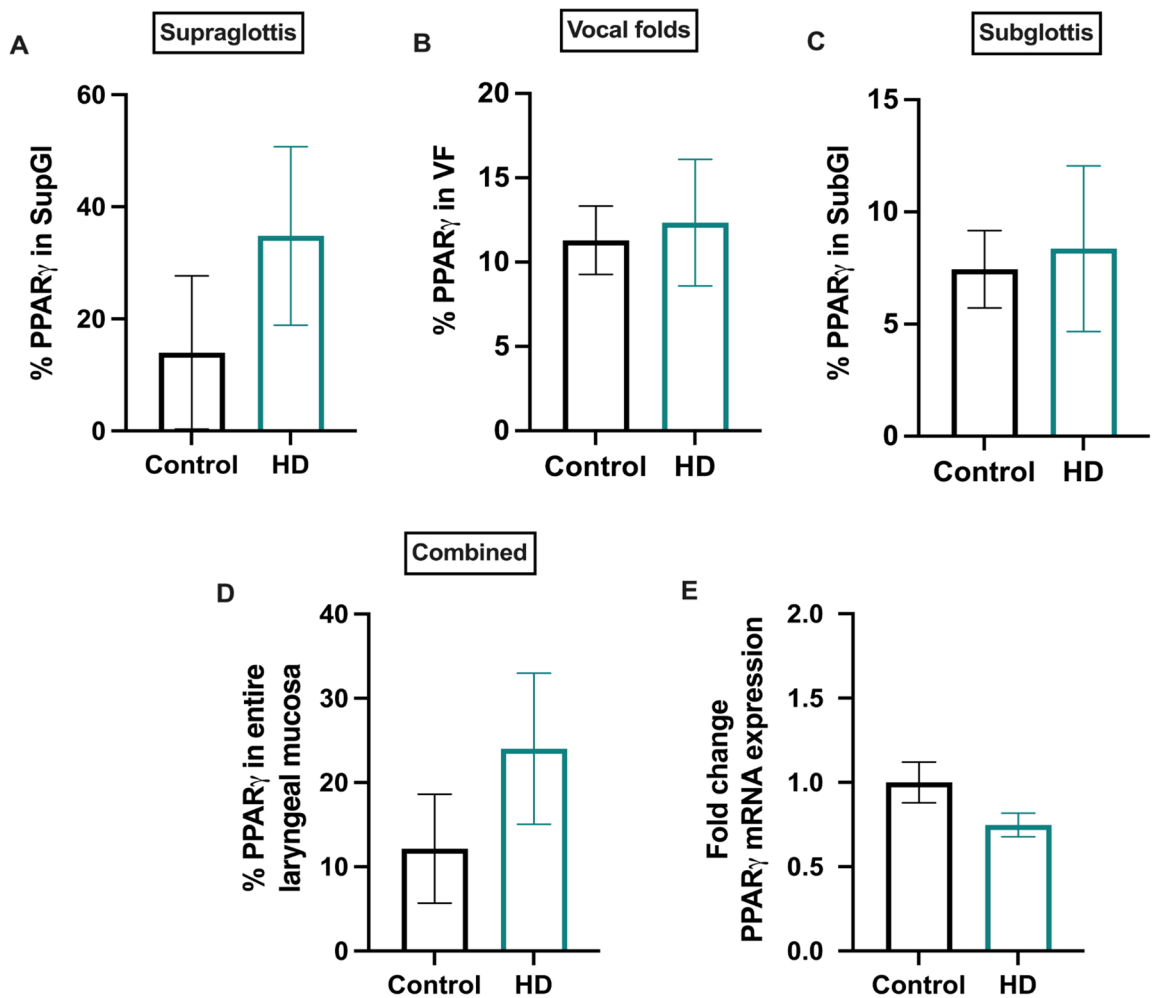 A
Supraglottis
% PPARγ in SupGl
60
40
20
0
Control
HD
B
Vocal folds
% PPARγ in VF
20
15
10
5
0
Control
HD
C
Subglottis
% PPARγ in SubGl
15
10
5
0
Control
HD
D
Combined
% PPARγ in entire
laryngeal mucosa
40
30
20
10
0
Control
HD
E
Fold change
PPARγ mRNA expression
2.0
1.5
1.0
0.5
0.0
Control
HD